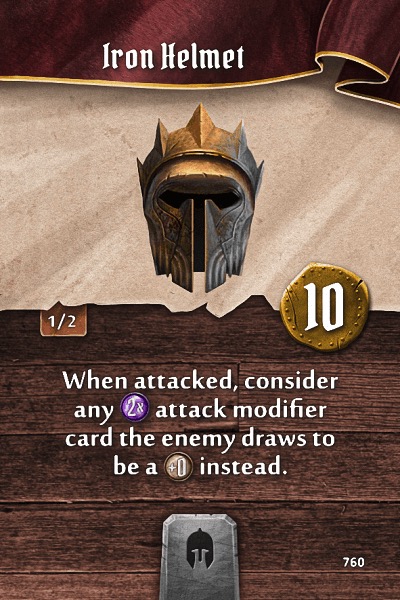 Iron Helmet
1/2
10
When attacked, consider
any 2x attack modifier
card the enemy draws to
be a +0 instead.
760